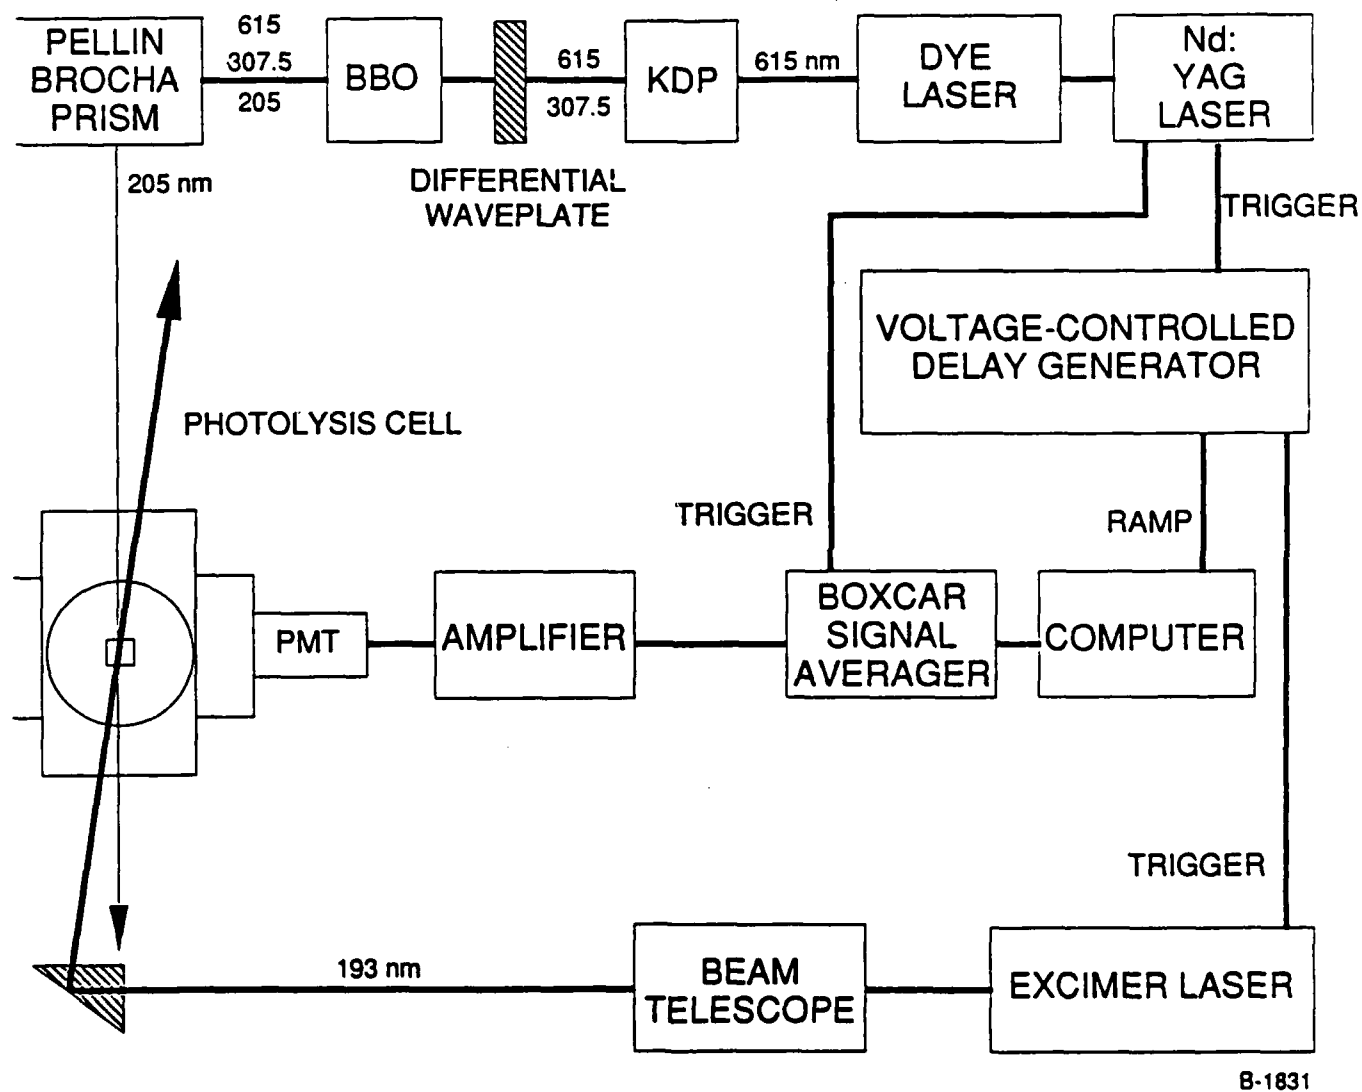 PELLIN
BROCHA
PRISM
615
307.5
205
BBO
615
307.5
KDP
615 nm
DYE
LASER
Nd:
YAG
LASER
205 nm
DIFFERENTIAL
WAVEPLATE
TRIGGER
VOLTAGE-CONTROLLED
DELAY GENERATOR
PHOTOLYSIS CELL
TRIGGER
RAMP
PMT
AMPLIFIER
BOXCAR
SIGNAL
AVERAGER
COMPUTER
TRIGGER
193 nm
BEAM
TELESCOPE
EXCIMER LASER
B-1831